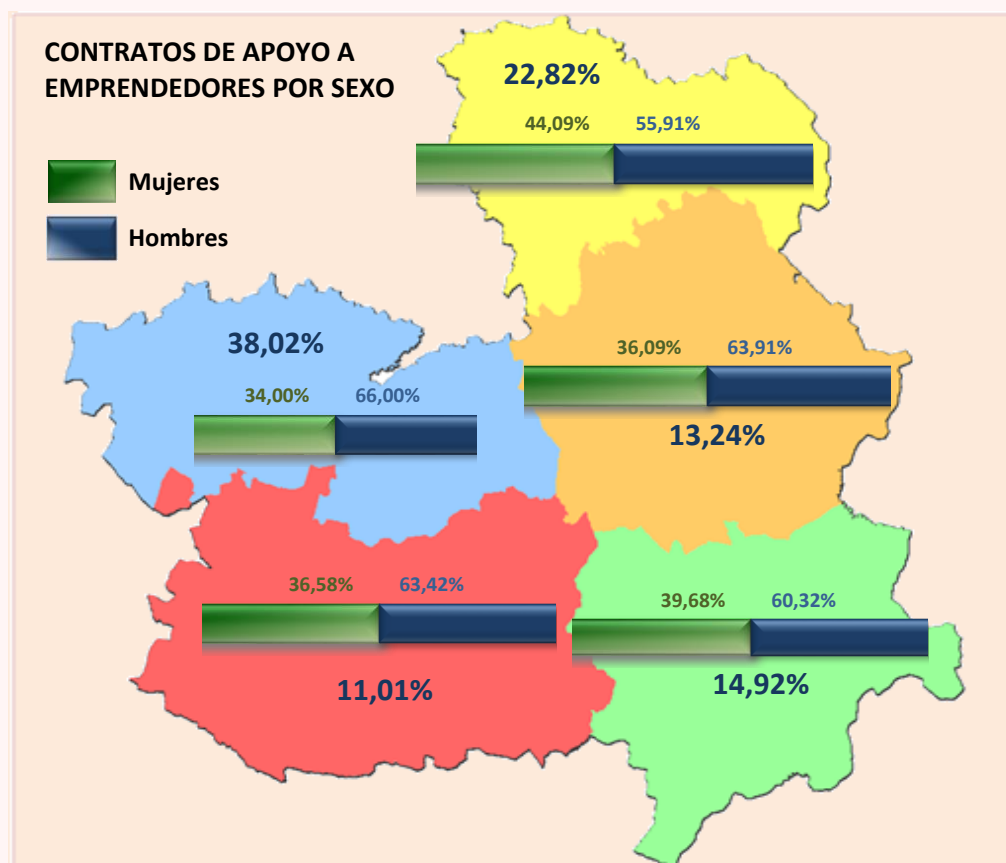 CONTRATOS DE APOYO A
EMPRENDEDORES POR SEXO
Mujeres
Hombres
22,82%
44,09% 55,91%
38,02%
34,00% 66,00%
36,09% 63,91%
13,24%
36,58% 63,42%
11,01%
39,68% 60,32%
14,92%